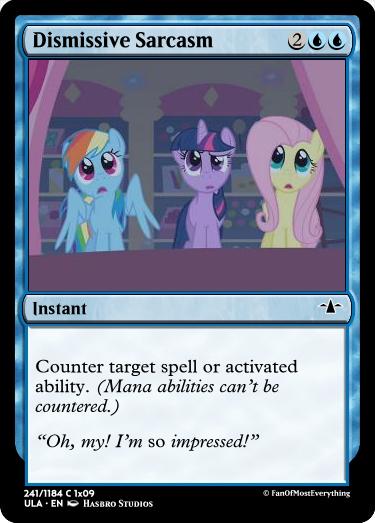 Dismissive Sarcasm 2
Instant
Counter target spell or activated
ability. (Mana abilities can't be
countered.)
"Oh, my! I'm so impressed!"
241/1184 C 1x09
ULA • EN Hasbro Studios
© FanOfMostEverything